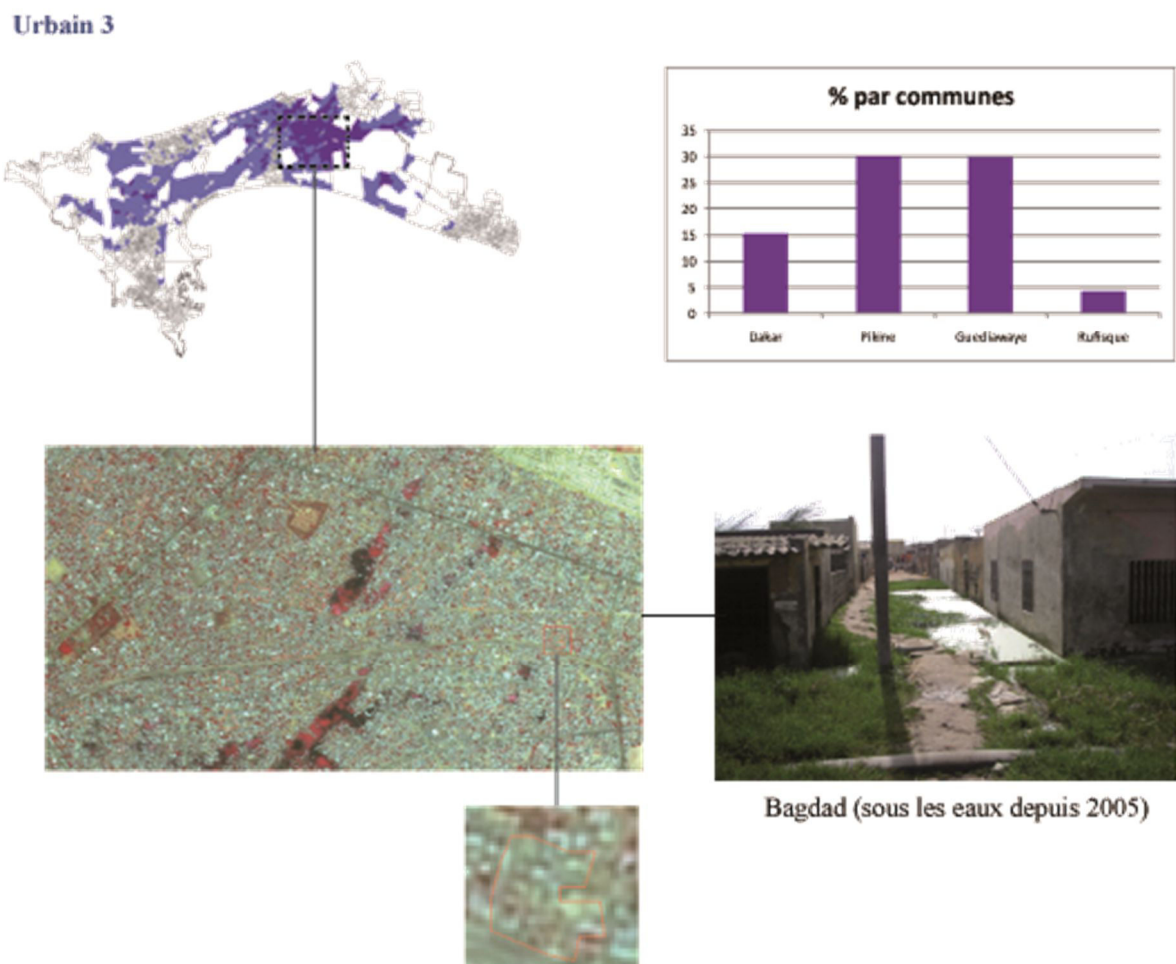 Urbain 3
% par communes
35
30
25
20
15
10
5
0
Dakar
Pikine
Guediawaye
Rufisque
Bagdad (sous les eaux depuis 2005)